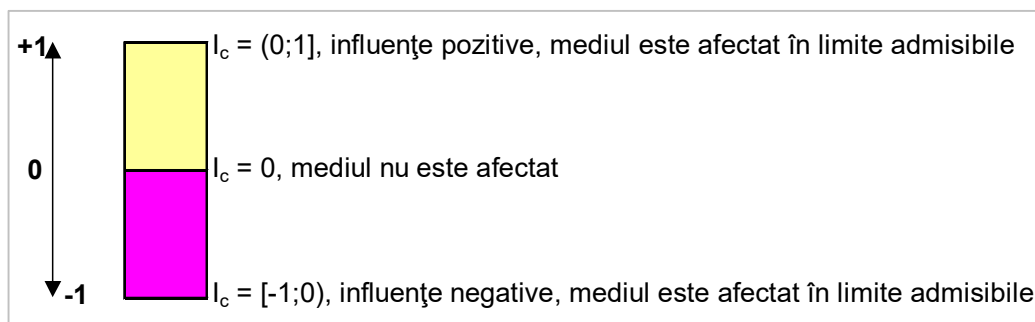 +1 I_c = (0;1], influenţe pozitive, mediul este afectat în limite admisibile
0 I_c = 0, mediul nu este afectat
-1 I_c = [-1;0), influenţe negative, mediul este afectat în limite admisibile